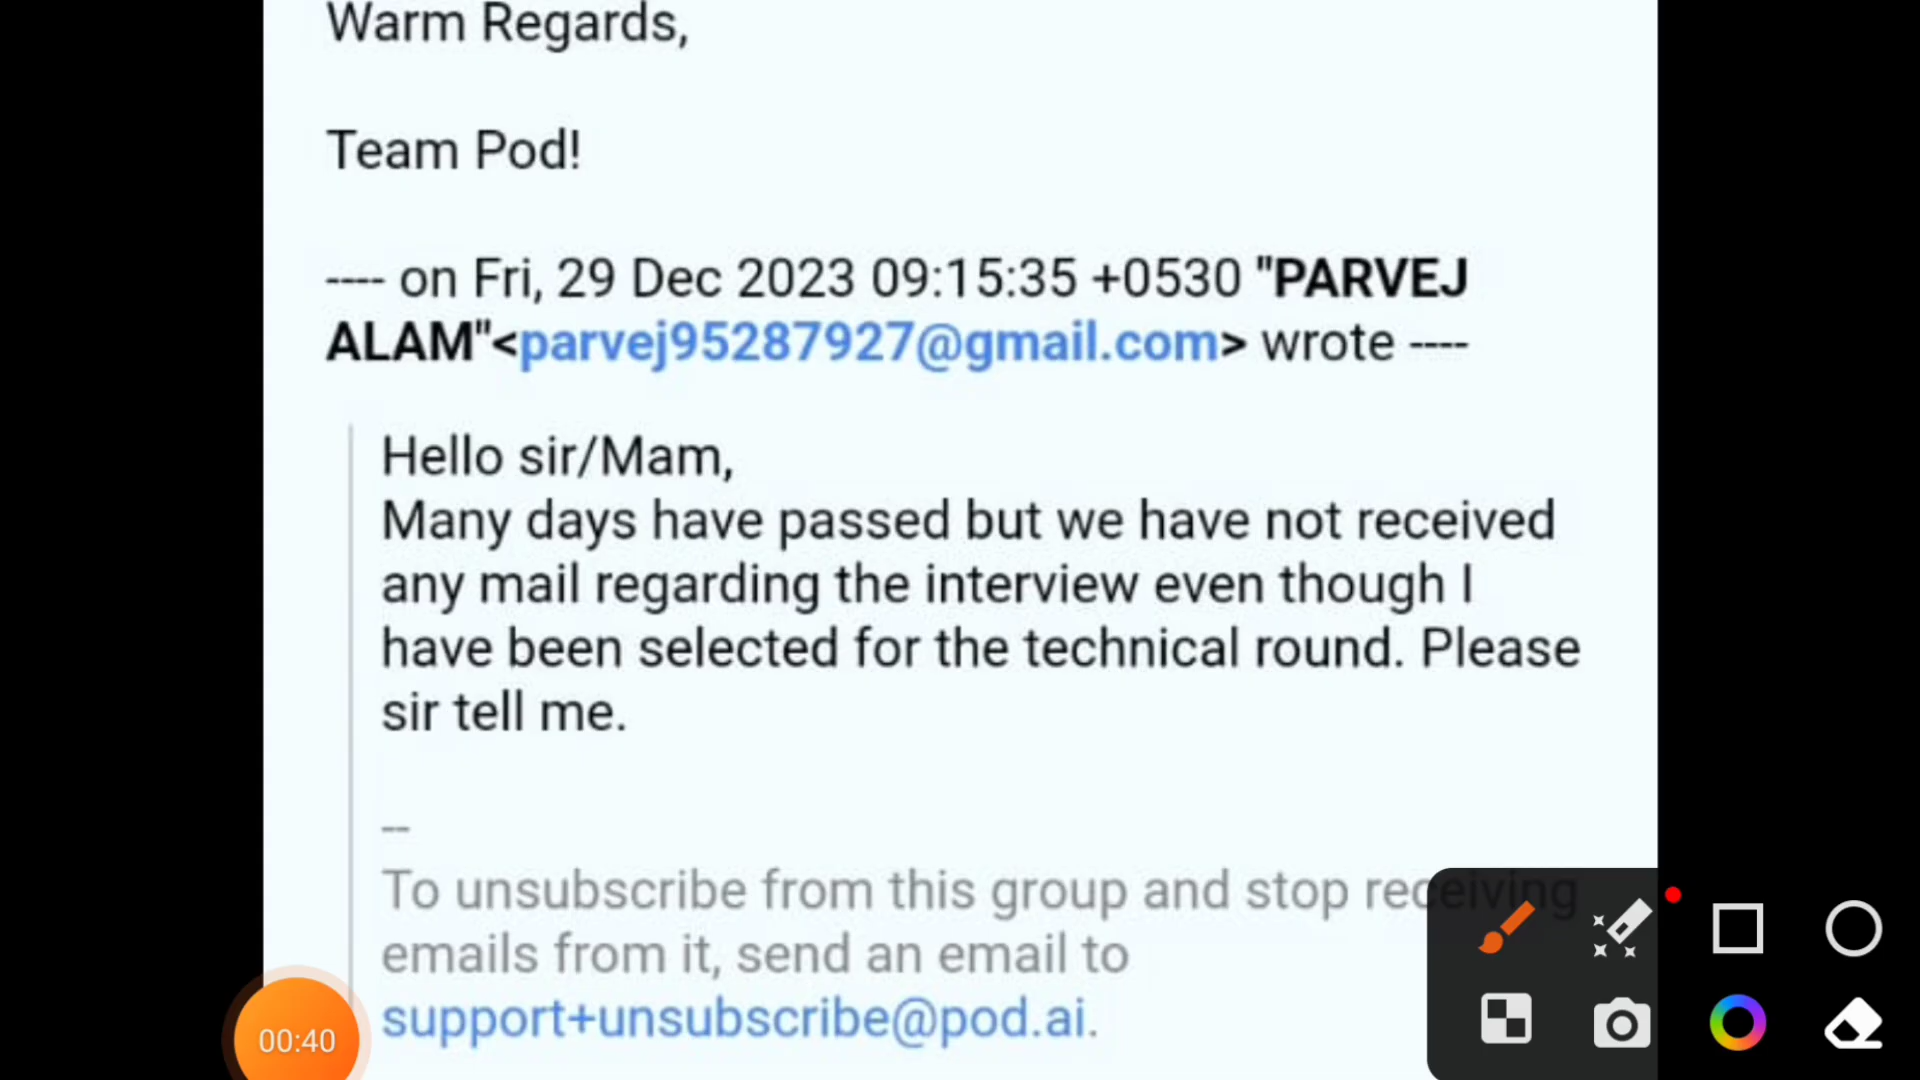 Warm Regards,
Team Pod!
---- on Fri, 29 Dec 2023 09:15:35 +0530 "PARVEJ
ALAM"<parvej95287927@gmail.com> wrote ----
Hello sir/Mam,
Many days have passed but we have not received
any mail regarding the interview even though I
have been selected for the technical round. Please
sir tell me.
--
To unsubscribe from this group and stop receiving
emails from it, send an email to
support+unsubscribe@pod.ai.
00:40